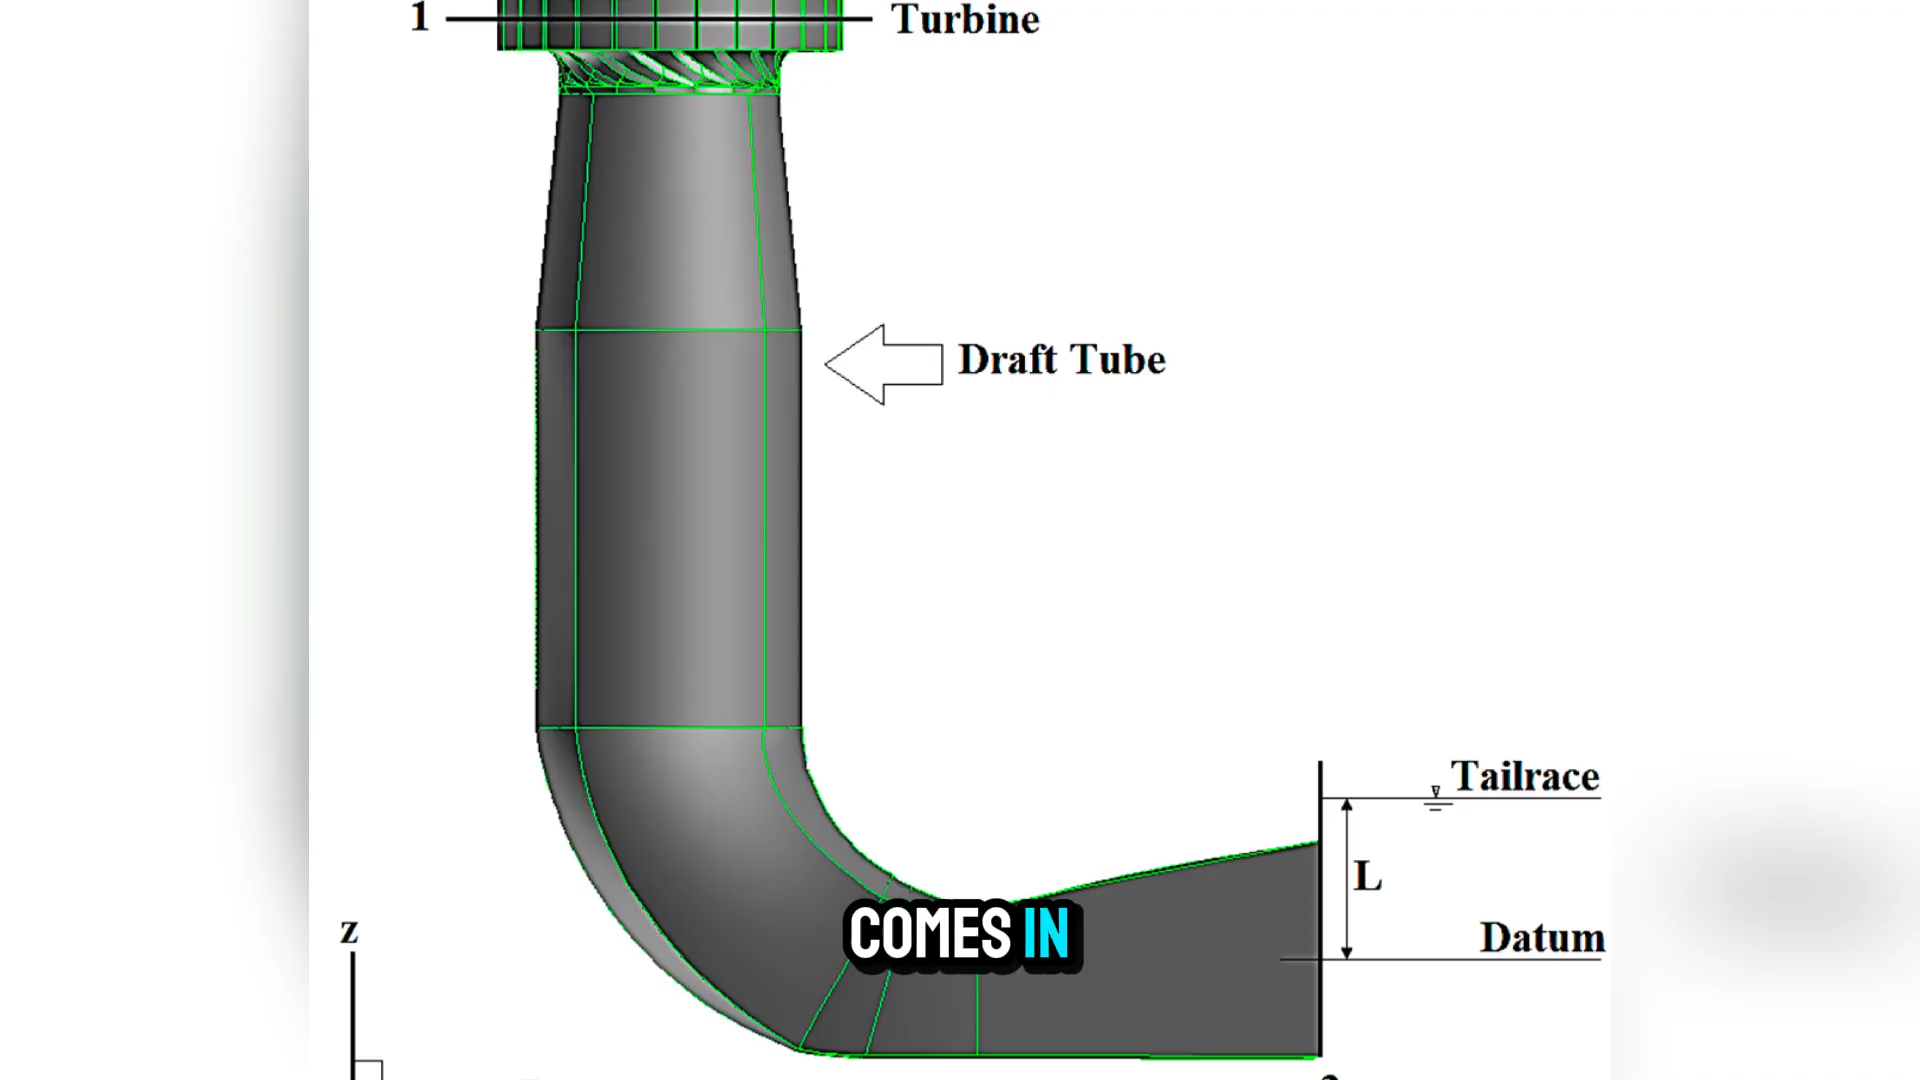 1
Turbine
Draft Tube
Tailrace
L
Datum
z
COMES IN